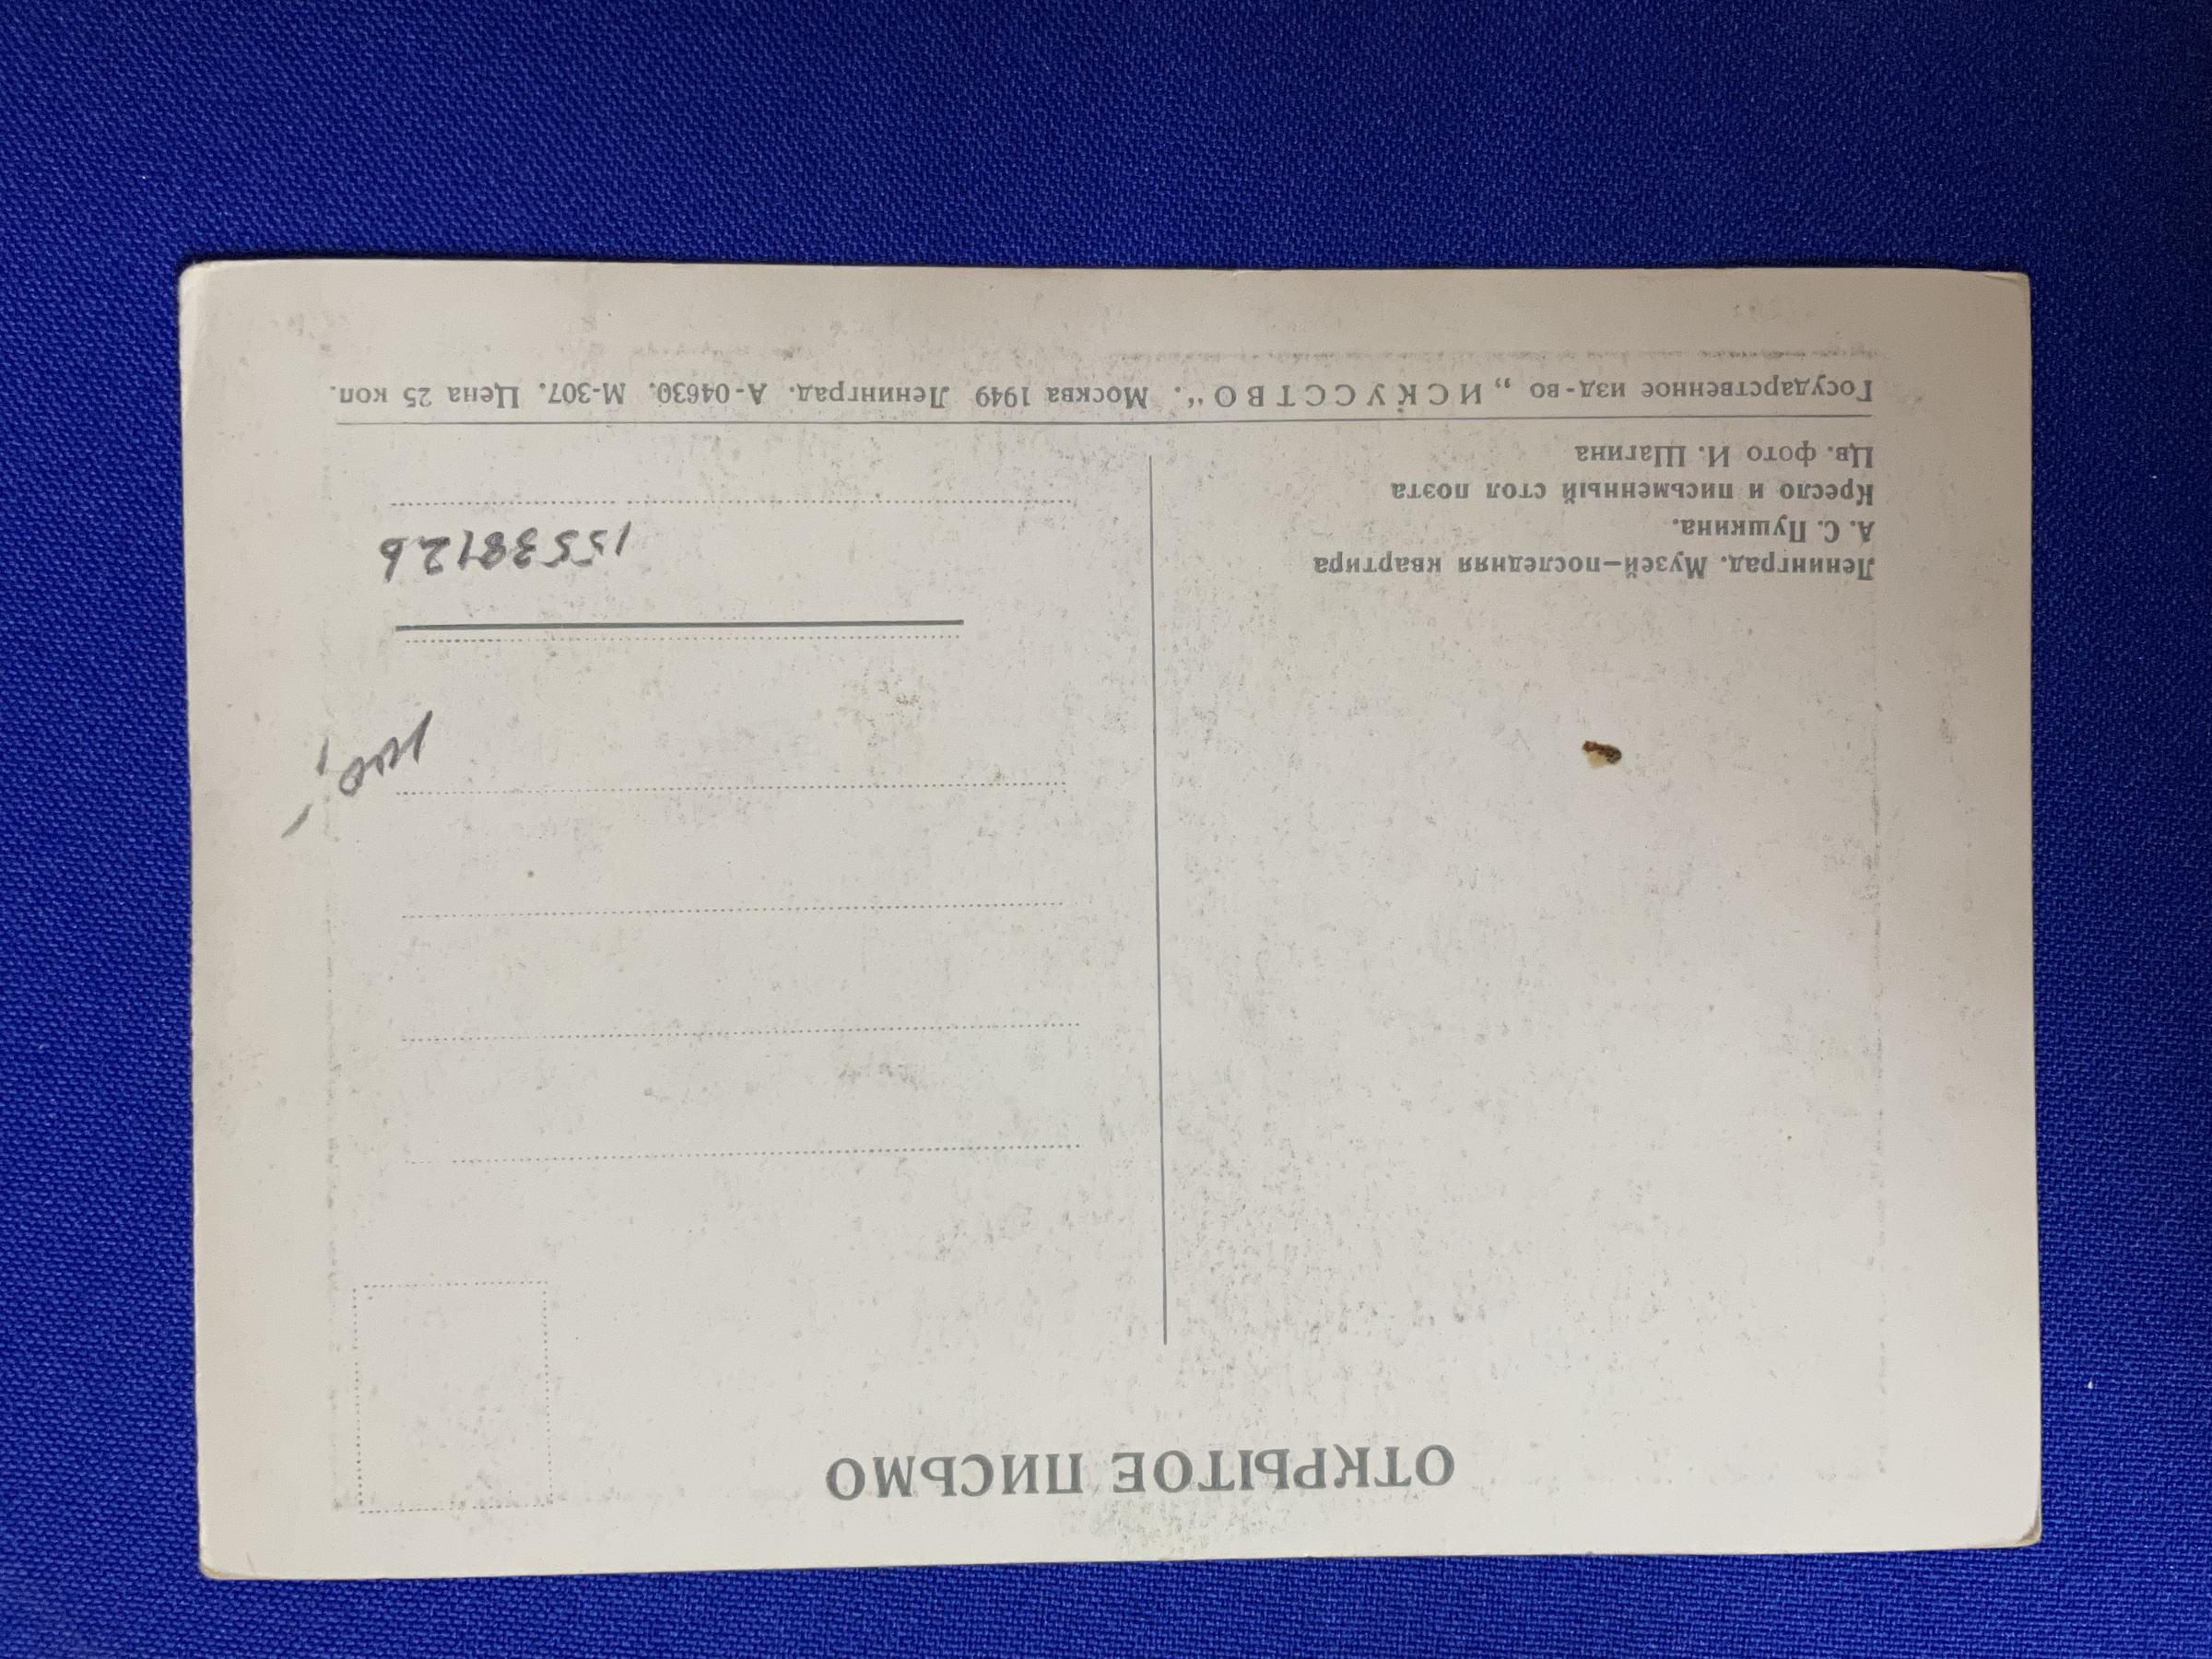 ОТКРЫТОЕ ПИСЬМО
Ленинград. Музей—последняя квартира
А. С. Пушкина.
Кресло и письменный стол поэта
Цв. фото И. Шагина
15538126
Государственное изд-во „ИСКУССТВО“. Москва 1949 Ленинград. А-04630. М-307. Цена 25 коп.